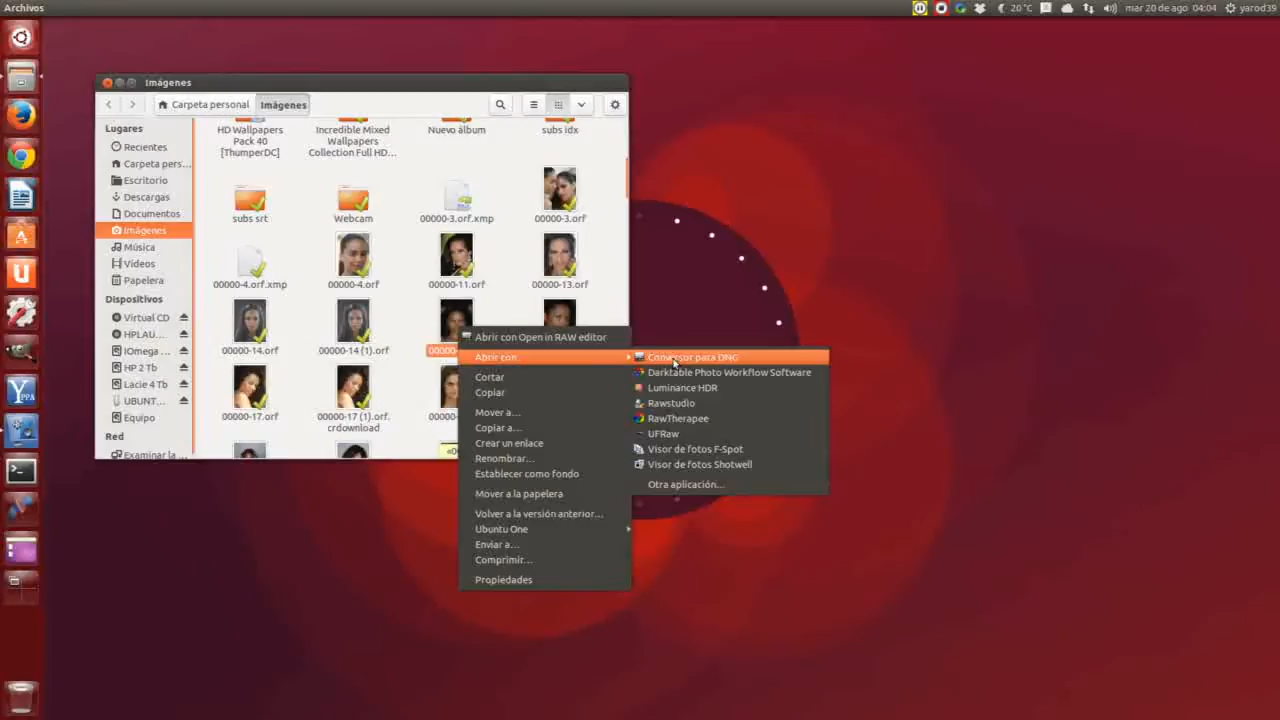 Archivos
20 °C
mar 20 de ago 04:04
yarod39
Imágenes
Carpeta personal
Imágenes
Lugares
Recientes
Carpeta pers...
Escritorio
Descargas
Documentos
Imágenes
Música
Vídeos
Papelera
Dispositivos
Virtual CD
HPLAU...
IOmega ...
HP 2 Tb
Lacie 4 Tb
UBUNT...
Equipo
Red
Examinar la ...
HD Wallpapers
Pack 40
[ThumperDC]
Incredible Mixed
Wallpapers
Collection Full HD...
Nuevo álbum
subs idx
subs srt
Webcam
00000-3.orf.xmp
00000-3.orf
00000-4.orf.xmp
00000-4.orf
00000-11.orf
00000-13.orf
00000-14.orf
00000-14 (1).orf
00000-
00000-17.orf
00000-17 (1).orf.
crdownload
0000
Abrir con Open in RAW editor
Abrir con
Cortar
Copiar
Mover a...
Copiar a...
Crear un enlace
Renombrar...
Establecer como fondo
Mover a la papelera
Volver a la versión anterior...
Ubuntu One
Enviar a...
Comprimir...
Propiedades
Conversor para DNG
Darktable Photo Workflow Software
Luminance HDR
Rawstudio
RawTherapee
UFRaw
Visor de fotos F-Spot
Visor de fotos Shotwell
Otra aplicación...